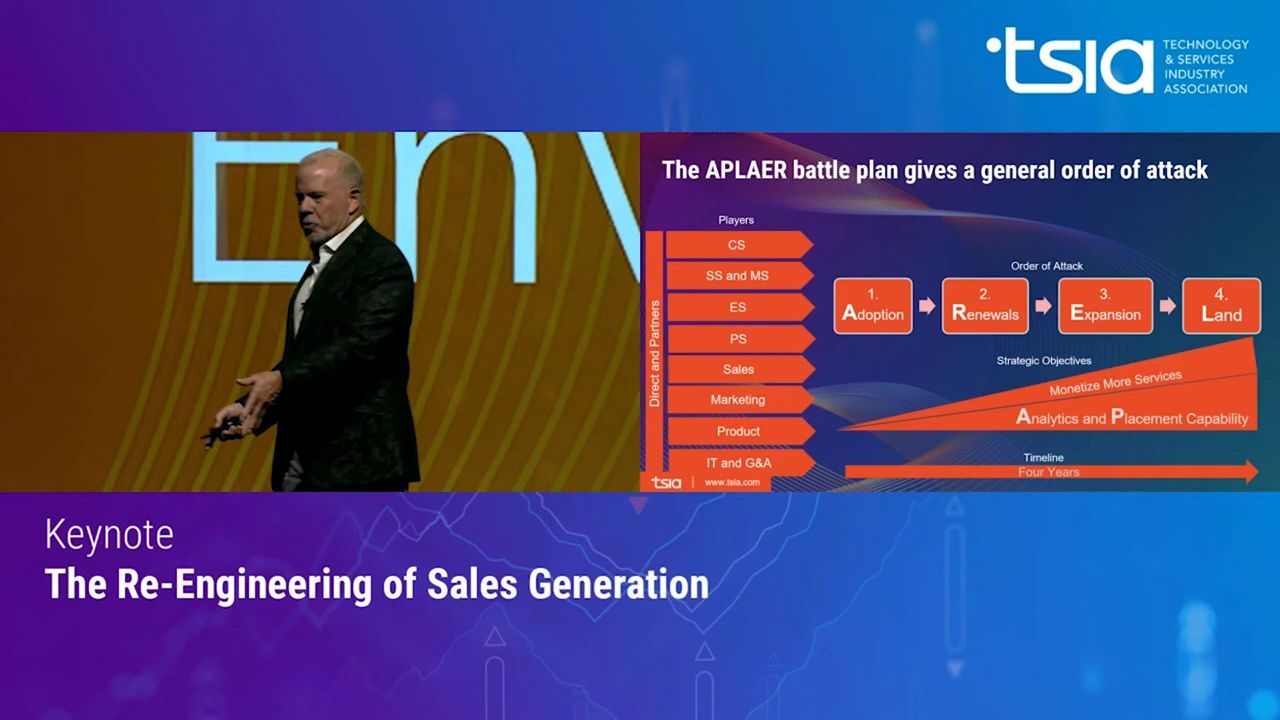 tsia
TECHNOLOGY
& SERVICES
INDUSTRY
ASSOCIATION
Env
The APLAER battle plan gives a general order of attack
Players
Direct and Partners
CS
SS and MS
ES
PS
Sales
Marketing
Product
IT and G&A
Order of Attack
1.
Adoption
2.
Renewals
3.
Expansion
4.
Land
Strategic Objectives
Monetize More Services
Analytics and Placement Capability
Timeline
Four Years
tsia | www.tsia.com
Keynote
The Re-Engineering of Sales Generation